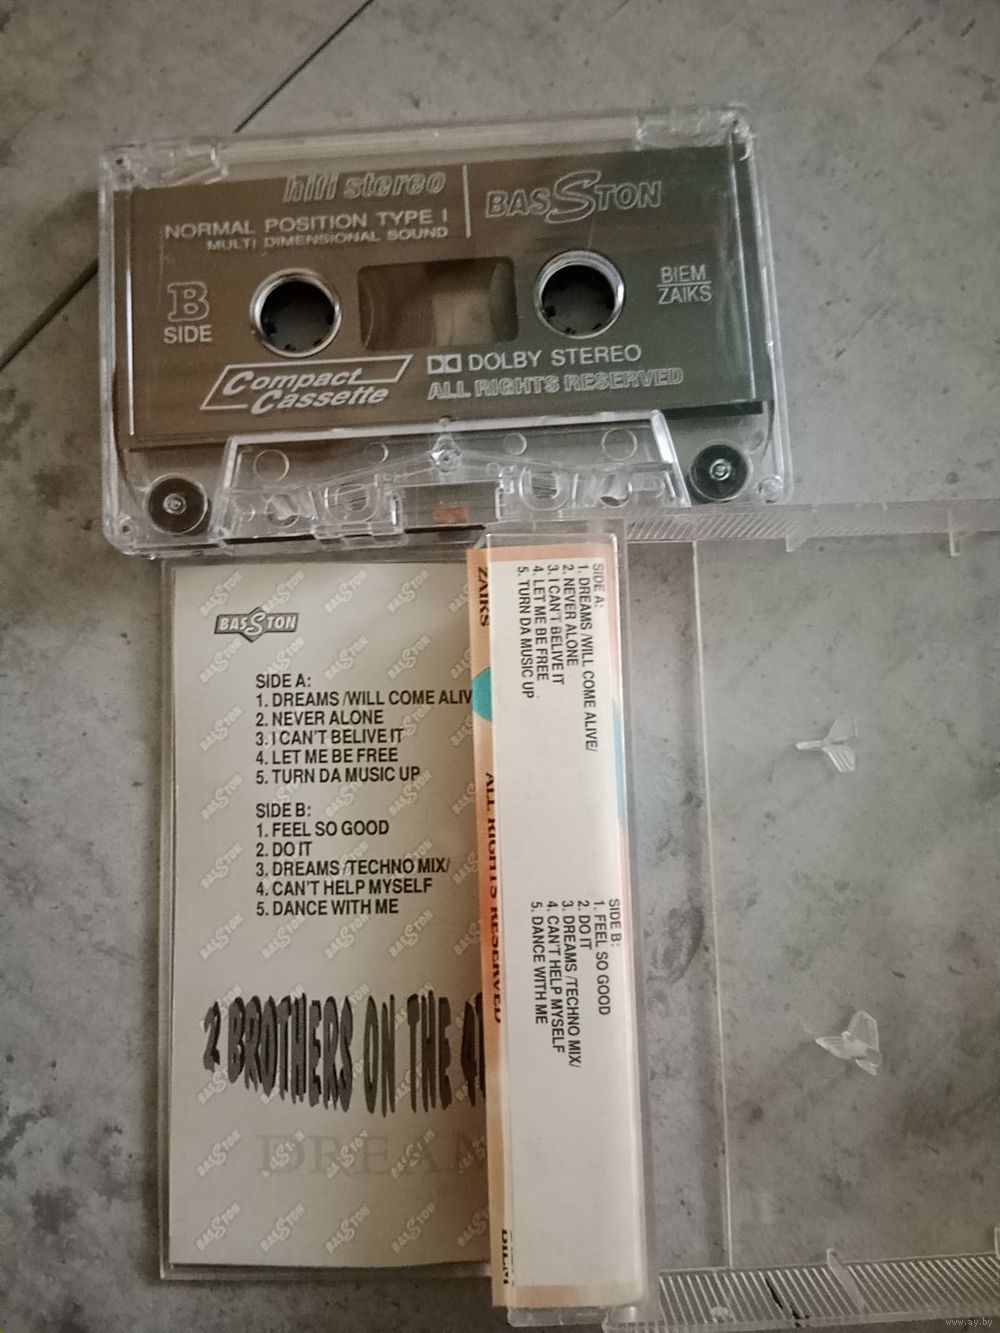 hifi stereo
NORMAL POSITION TYPE I
MULTI DIMENSIONAL SOUND
BASSTON
B
SIDE
BIEM
ZAIKS
Compact
Cassette
DOLBY STEREO
ALL RIGHTS RESERVED
BASSTON
SIDE A:
1. DREAMS /WILL COME ALIV
2. NEVER ALONE
3. I CAN'T BELIVE IT
4. LET ME BE FREE
5. TURN DA MUSIC UP
SIDE B:
1. FEEL SO GOOD
2. DO IT
3. DREAMS /TECHNO MIX/
4. CAN'T HELP MYSELF
5. DANCE WITH ME
2 BROTHERS ON THE 4T
DREAM
SIDE A:
1. DREAMS /WILL COME ALIVE/
2. NEVER ALONE
3. I CAN'T BELIVE IT
4. LET ME BE FREE
5. TURN DA MUSIC UP
SIDE B:
1. FEEL SO GOOD
2. DO IT
3. DREAMS /TECHNO MIX/
4. CAN'T HELP MYSELF
5. DANCE WITH ME
ZAIKS
ALL RIGHTS RESERVED
BIEM
www.ay.by